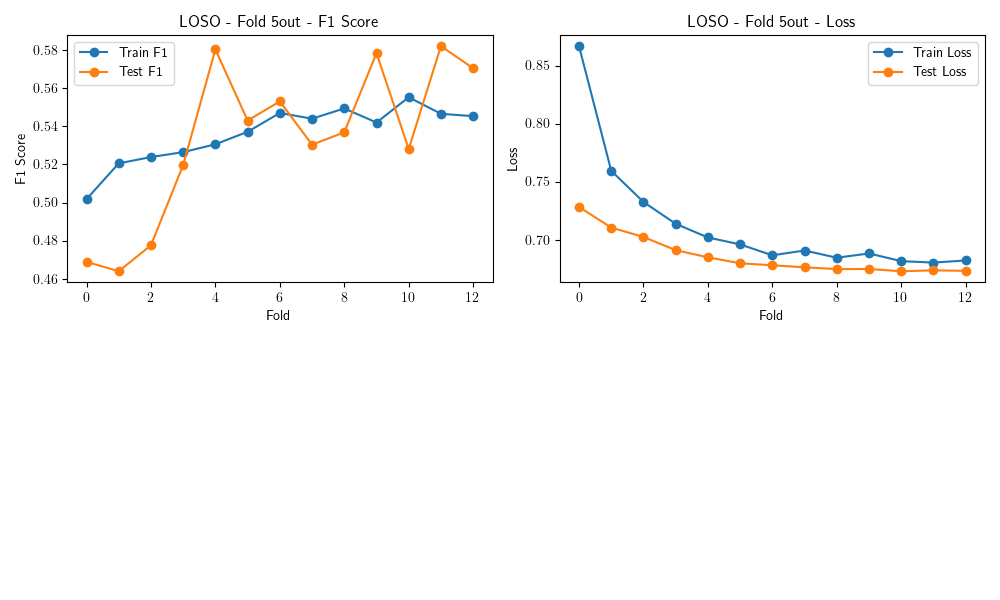 LOSO - Fold 5out - F1 Score
Train F1
Test F1
F1 Score
0.58
0.56
0.54
0.52
0.50
0.48
0.46
0 2 4 6 8 10 12
Fold
LOSO - Fold 5out - Loss
Train Loss
Test Loss
Loss
0.85
0.80
0.75
0.70
0 2 4 6 8 10 12
Fold